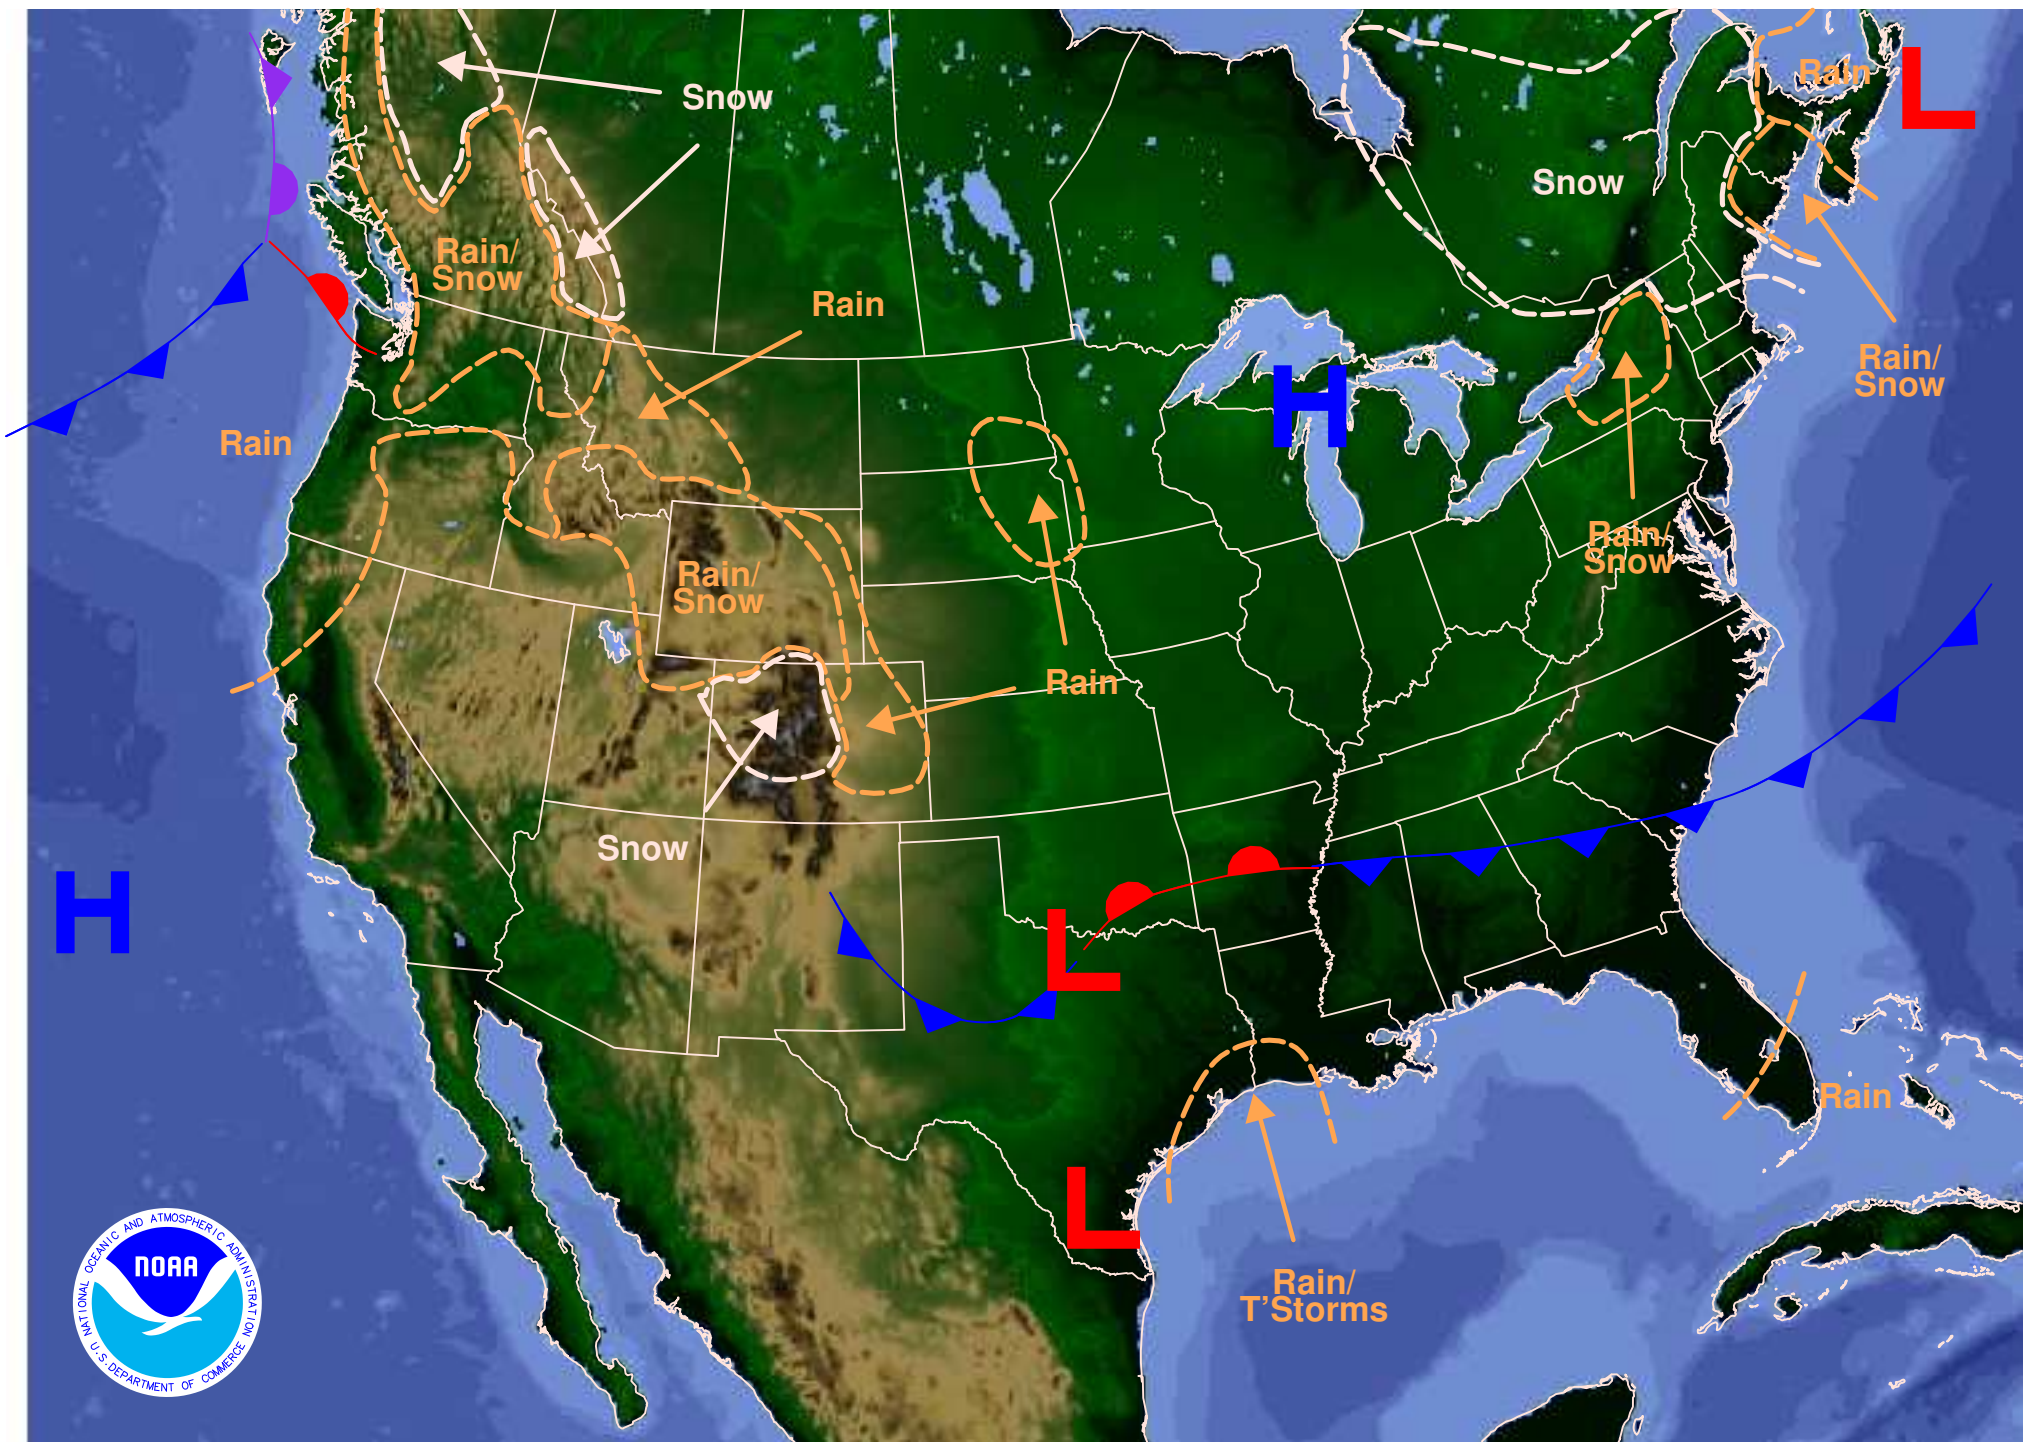 Rain
L
Snow
Snow
Rain/
Snow
Rain
Rain/
Snow
H
Rain
Rain/
Snow
Rain/
Snow
Rain
Snow
H
L
Rain
L
Rain/
T'Storms
NATIONAL OCEANIC AND ATMOSPHERIC ADMINISTRATION
NOAA
U.S. DEPARTMENT OF COMMERCE